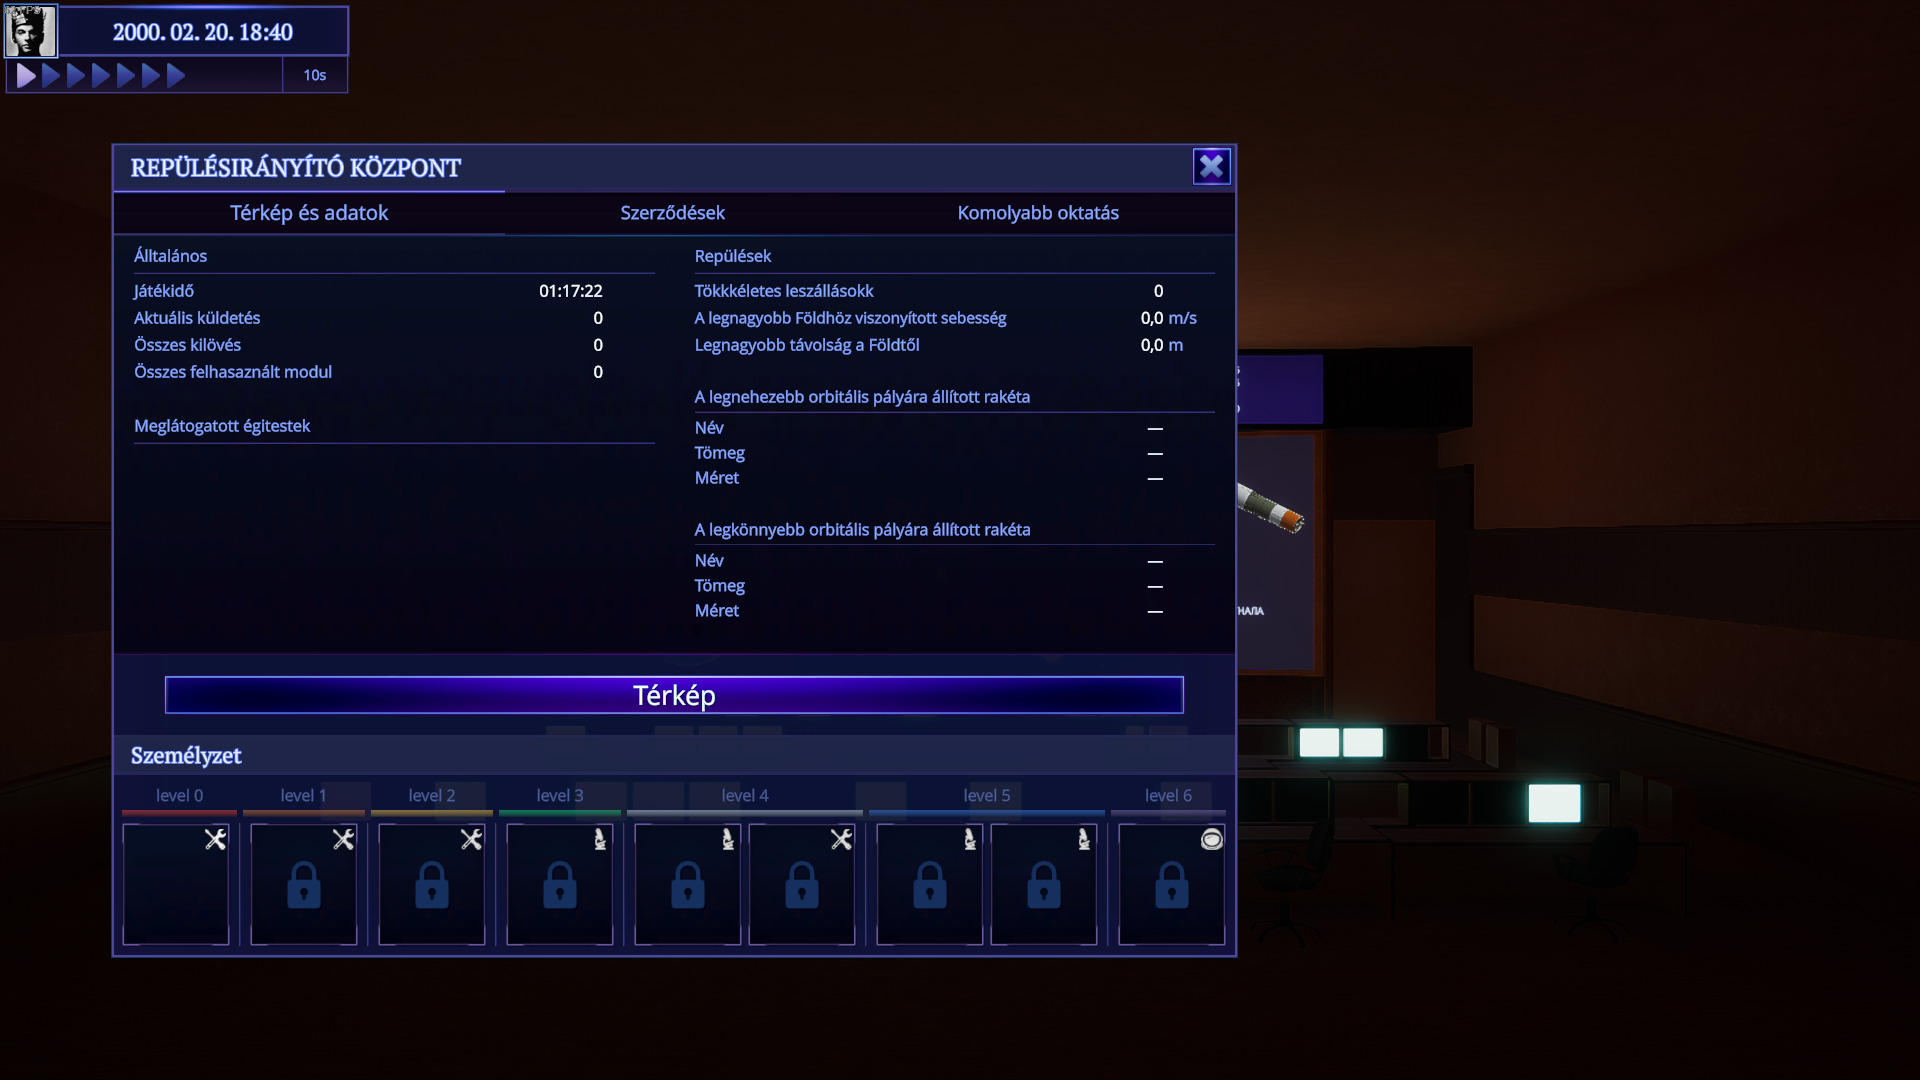 2000. 02. 20. 18:40
10s
REPÜLÉSIRÁNYÍTÓ KÖZPONT
Térkép és adatok
Szerződések
Komolyabb oktatás
Álltalános
Játékidő 01:17:22
Aktuális küldetés 0
Összes kilövés 0
Összes felhasaznált modul 0
Meglátogatott égitestek
Repülések
Tökkkéletes leszállásokk 0
A legnagyobb Földhöz viszonyított sebesség 0,0 m/s
Legnagyobb távolság a Földtől 0,0 m
A legnehezebb orbitális pályára állított rakéta
Név —
Tömeg —
Méret —
A legkönnyebb orbitális pályára állított rakéta
Név —
Tömeg —
Méret —
Térkép
Személyzet
level 0
level 1
level 2
level 3
level 4
level 5
level 6